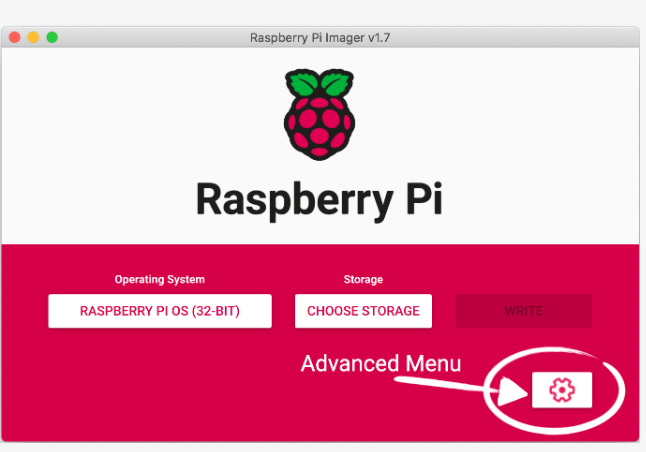 Raspberry Pi Imager v1.7
Raspberry Pi
Operating System
Storage
RASPBERRY PI OS (32-BIT)
CHOOSE STORAGE
WRITE
Advanced Menu